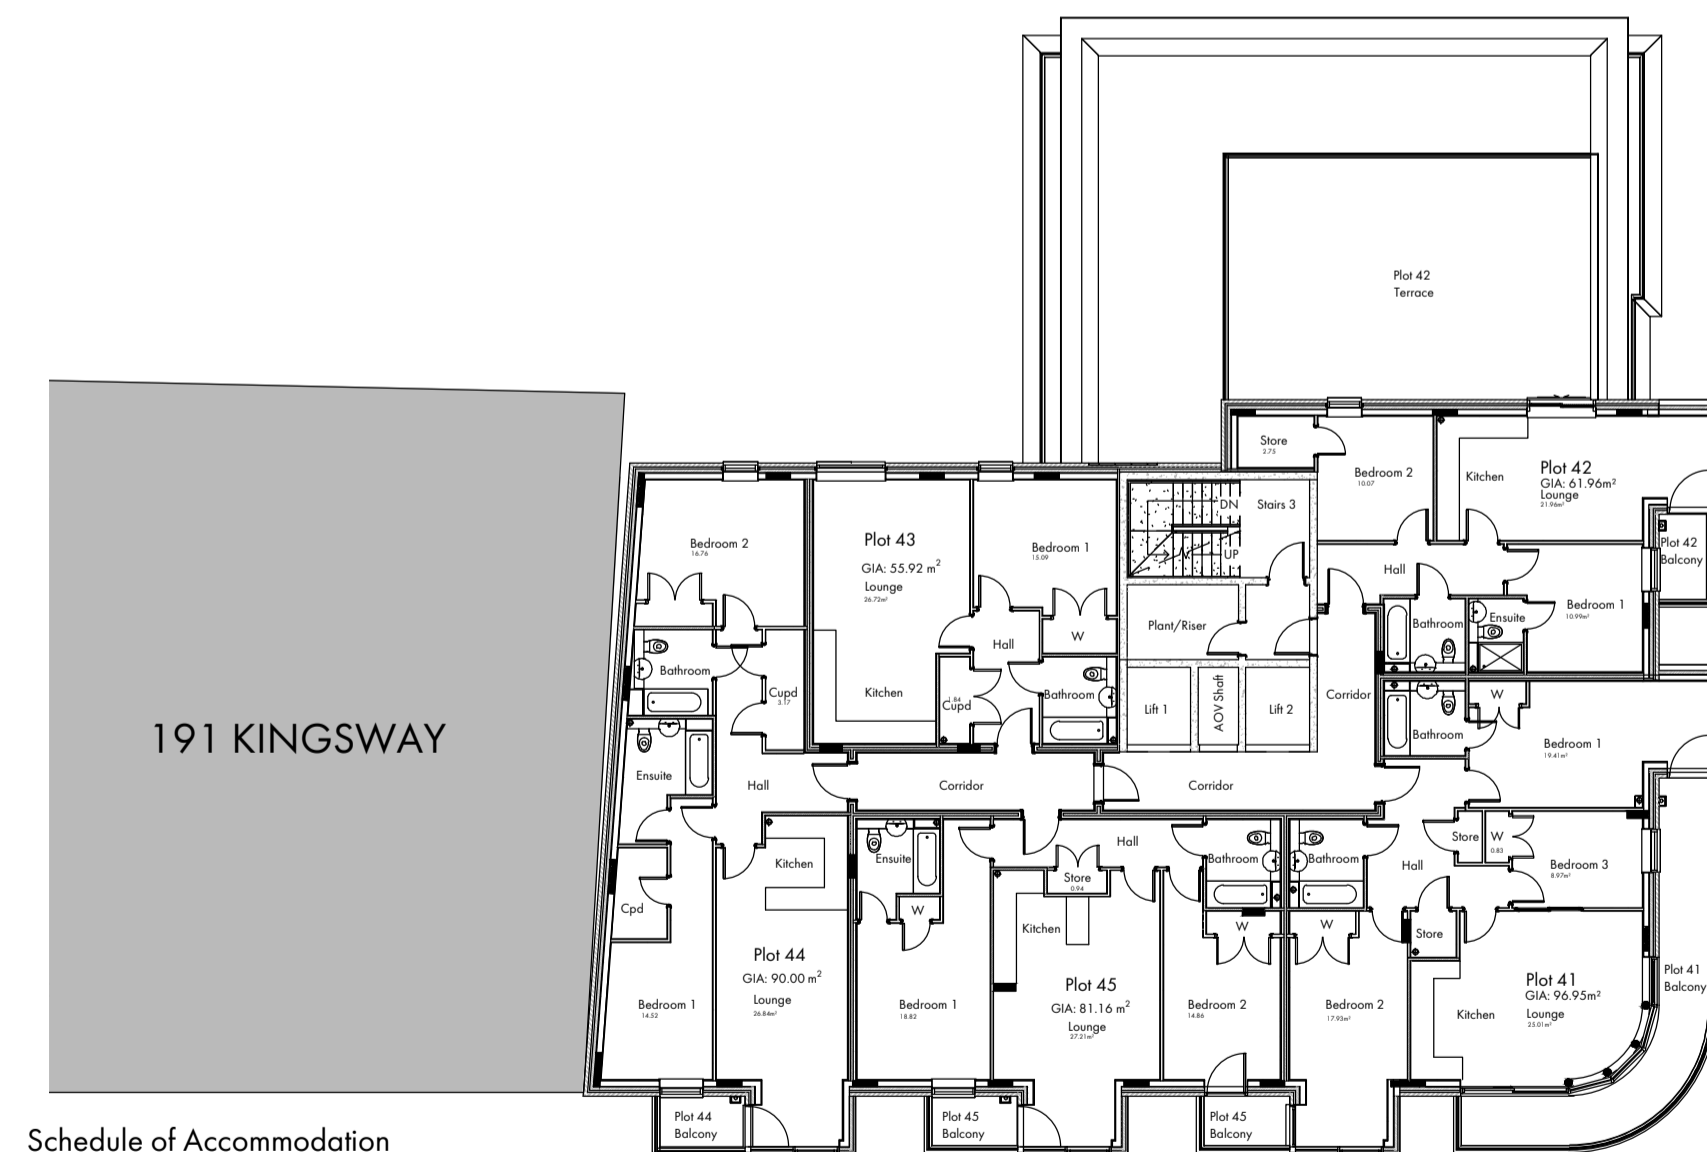 Plot 42
Terrace
Store
2.75
Bedroom 2
10.07
Kitchen
Plot 42
GIA: 61.96m²
Lounge
21.96m²
Plot 42
Balcony
Hall
Bathroom
Ensuite
Bedroom 1
10.99m²
Stairs 3
DN
UP
Plant/Riser
Lift 1
AOV Shaft
Lift 2
Corridor
Bedroom 2
16.76
Plot 43
GIA: 55.92 m²
Lounge
26.72m²
Bedroom 1
15.09
W
Hall
Kitchen
1.84
Cupd
Bathroom
Bathroom
Cupd
3.17
Ensuite
Hall
Corridor
Corridor
191 KINGSWAY
Bathroom
W
Bedroom 1
19.41m²
Store
W
0.83
Bedroom 3
8.97m²
Hall
Bathroom
Store
W
Bedroom 2
17.93m²
Kitchen
Plot 41
GIA: 96.95m²
Lounge
25.01m²
Plot 41
Balcony
Kitchen
Cpd
Plot 44
GIA: 90.00 m²
Lounge
26.84m²
Bedroom 1
14.52
Plot 44
Balcony
Ensuite
W
Bedroom 1
18.82
Hall
Store
0.94
Kitchen
Plot 45
GIA: 81.16 m²
Lounge
27.21m²
Bathroom
W
Bedroom 2
14.86
Plot 45
Balcony
Plot 45
Balcony
Schedule of Accommodation